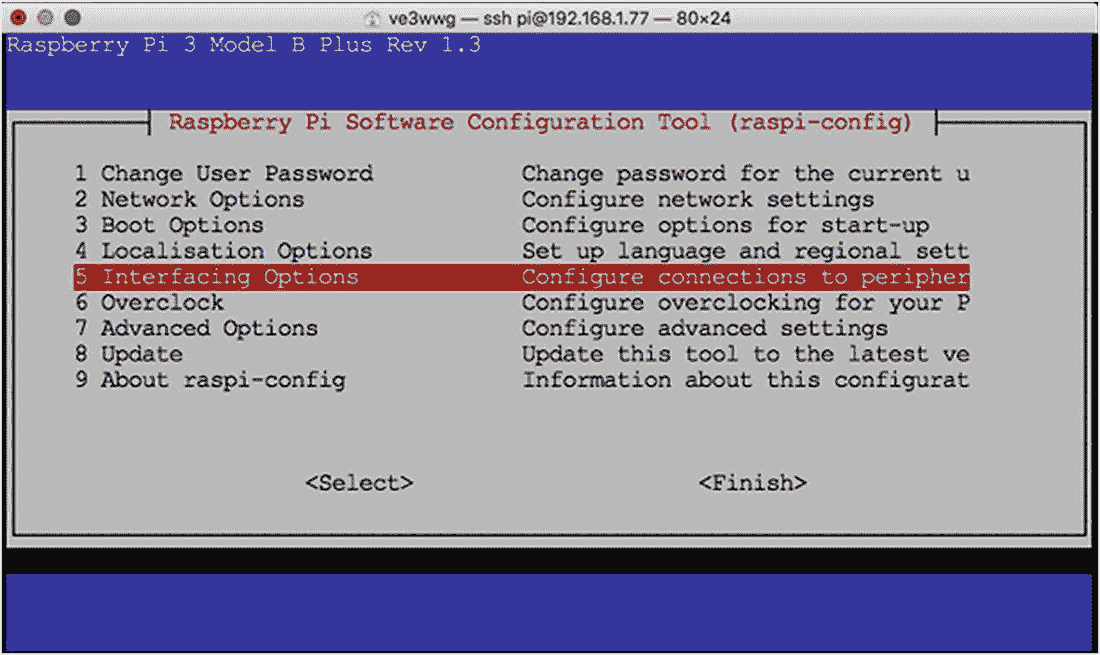 ve3wwg — ssh pi@192.168.1.77 — 80×24
Raspberry Pi 3 Model B Plus Rev 1.3
Raspberry Pi Software Configuration Tool (raspi-config)
1 Change User Password Change password for the current u
2 Network Options Configure network settings
3 Boot Options Configure options for start-up
4 Localisation Options Set up language and regional sett
5 Interfacing Options Configure connections to peripher
6 Overclock Configure overclocking for your P
7 Advanced Options Configure advanced settings
8 Update Update this tool to the latest ve
9 About raspi-config Information about this configurat
<Select> <Finish>